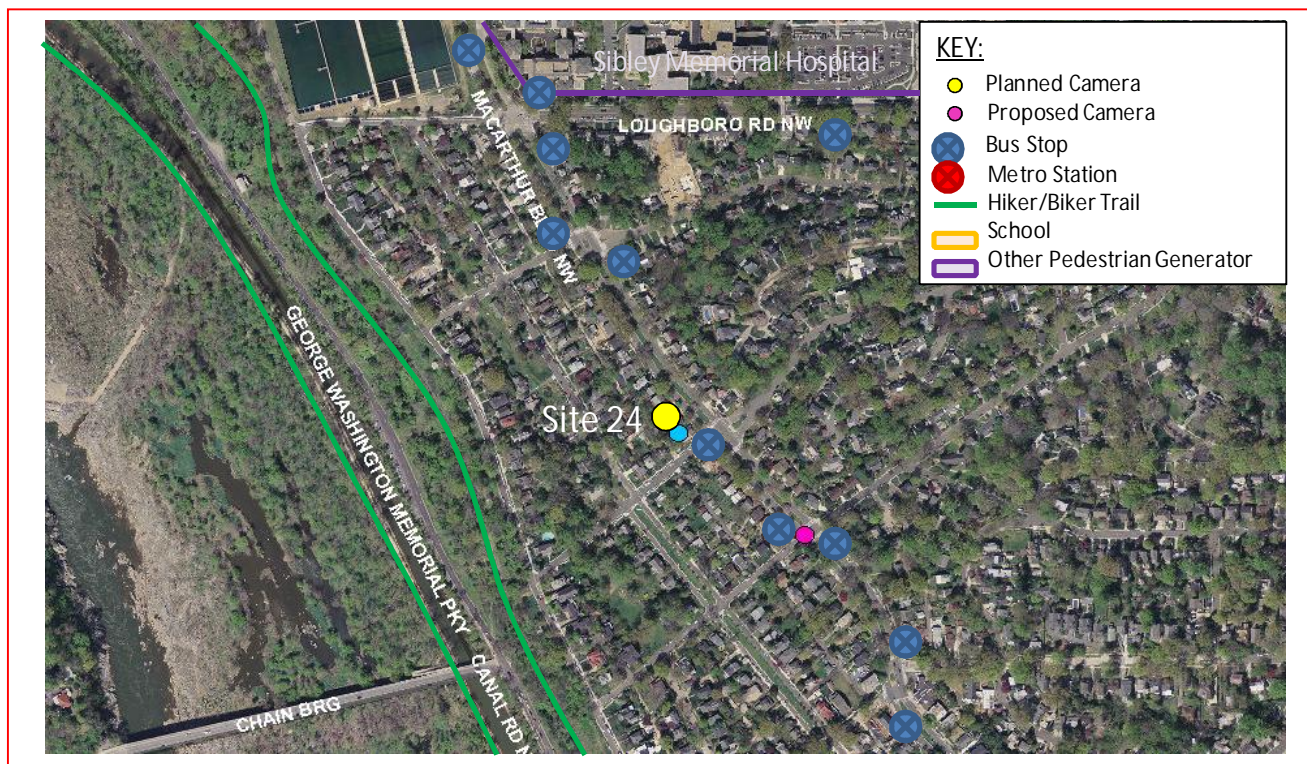 Sibley Memorial Hospital
KEY:
Planned Camera
Proposed Camera
Bus Stop
Metro Station
Hiker/Biker Trail
School
Other Pedestrian Generator
LOUGHBORO RD NW
MACARTHUR BL
NW
Site 24
GEORGE WASHINGTON MEMORIAL PKY
CANAL RD N
CHAIN BRG